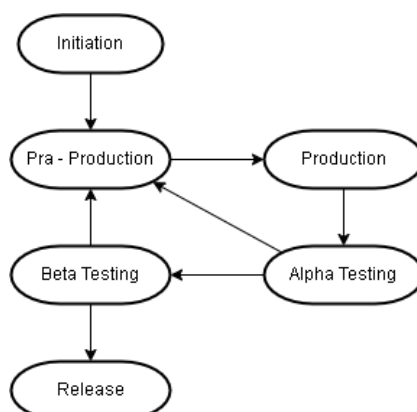 Initiation
Pra - Production
Production
Beta Testing
Alpha Testing
Release